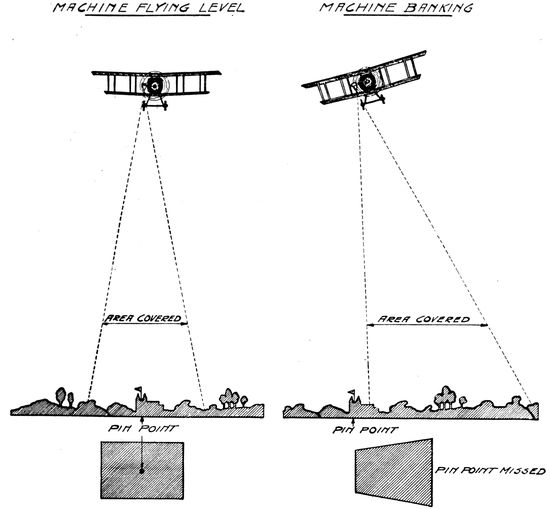 MACHINE FLYING LEVEL
MACHINE BANKING
AREA COVERED
AREA COVERED
PIN POINT
PIN POINT
PIN POINT MISSED